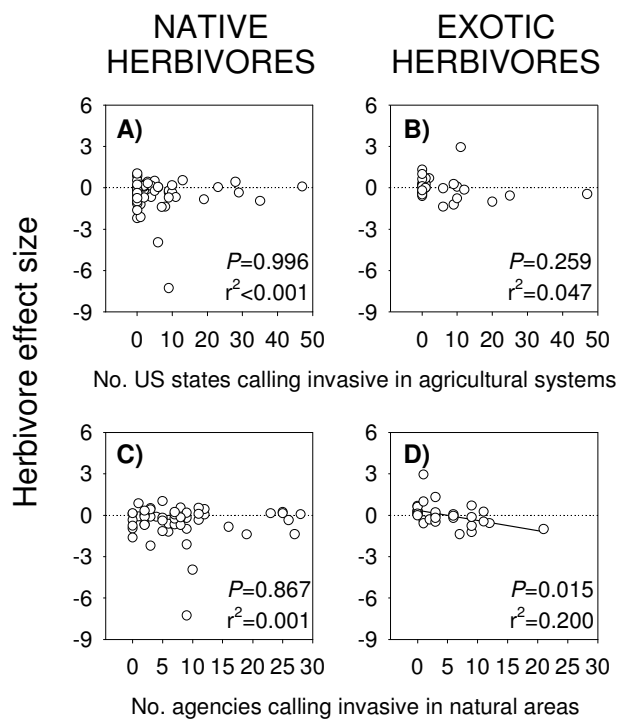 NATIVE HERBIVORES
EXOTIC HERBIVORES
Herbivore effect size
A)
6
3
0
-3
-6
-9
P=0.996
r²<0.001
0 10 20 30 40 50
B)
6
3
0
-3
-6
-9
P=0.259
r²=0.047
0 10 20 30 40 50
No. US states calling invasive in agricultural systems
C)
6
3
0
-3
-6
-9
P=0.867
r²=0.001
0 5 10 15 20 25 30
D)
6
3
0
-3
-6
-9
P=0.015
r²=0.200
0 5 10 15 20 25 30
No. agencies calling invasive in natural areas